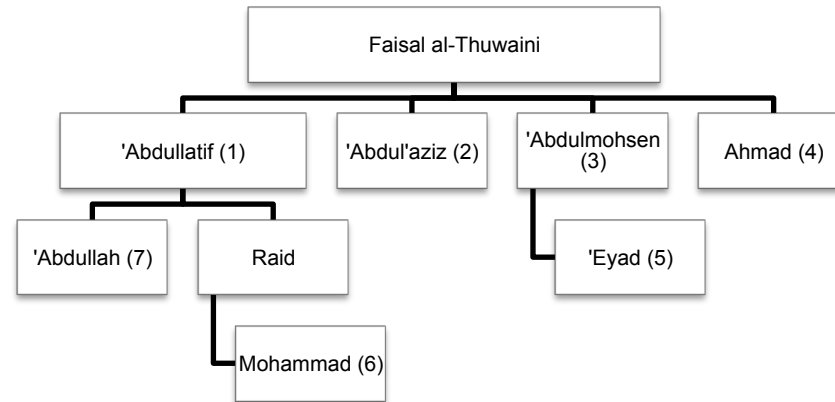 Faisal al-Thuwaini
'Abdullatif (1)
'Abdul'aziz (2)
'Abdulmohsen
(3)
Ahmad (4)
'Abdullah (7)
Raid
'Eyad (5)
Mohammad (6)